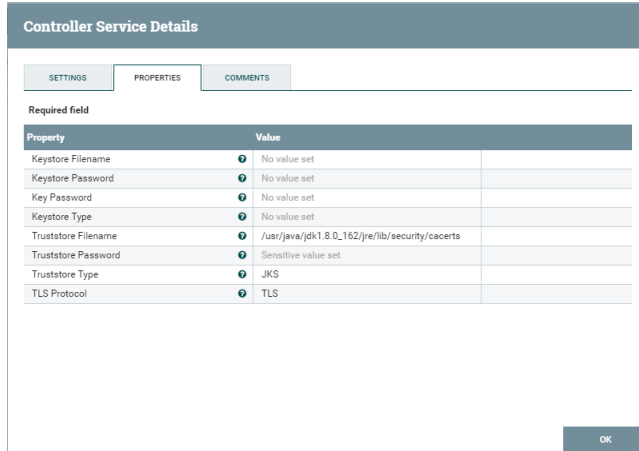 Controller Service Details
SETTINGS PROPERTIES COMMENTS
Required field
Property Value
Keystore Filename No value set
Keystore Password No value set
Key Password No value set
Keystore Type No value set
Truststore Filename /usr/java/jdk1.8.0_162/jre/lib/security/cacerts
Truststore Password Sensitive value set
Truststore Type JKS
TLS Protocol TLS
OK